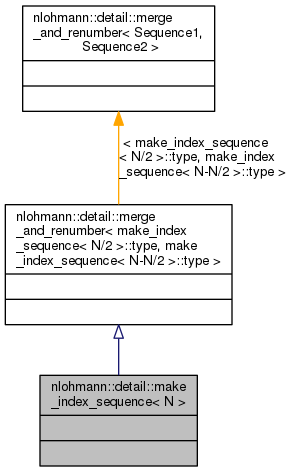 nlohmann::detail::merge
_and_renumber< Sequence1,
Sequence2 >
< make_index_sequence
< N/2 >::type, make_index
_sequence< N-N/2 >::type >
nlohmann::detail::merge
_and_renumber< make_index
_sequence< N/2 >::type, make
_index_sequence< N-N/2 >::type >
nlohmann::detail::make
_index_sequence< N >